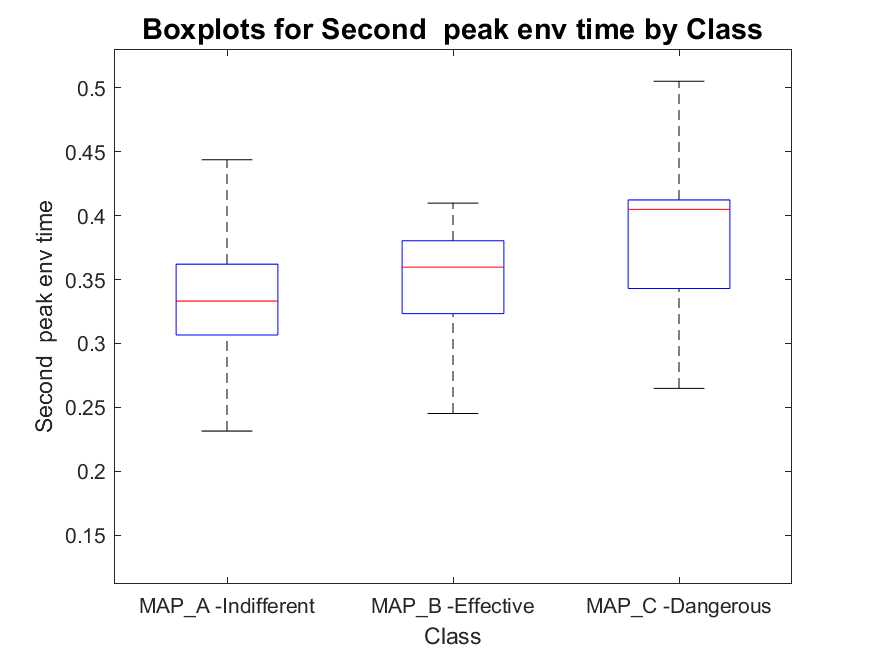 Boxplots for Second  peak env time by Class
Second  peak env time
0.5
0.45
0.4
0.35
0.3
0.25
0.2
0.15
MAP_A -Indifferent
MAP_B -Effective
MAP_C -Dangerous
Class